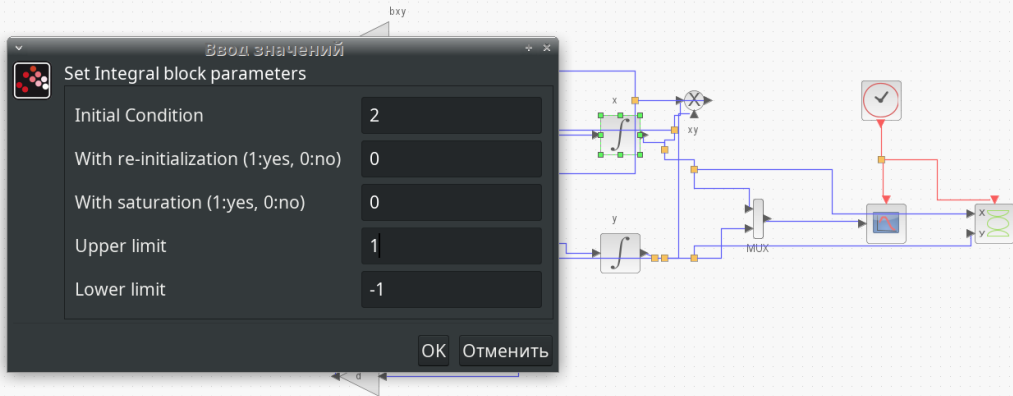 bxy
Ввод значений
Set Integral block parameters
Initial Condition
2
With re-initialization (1:yes, 0:no)
0
With saturation (1:yes, 0:no)
0
Upper limit
1
Lower limit
-1
OK
Отменить
x
∫
xy
X
y
∫
MUX
X
Y
d